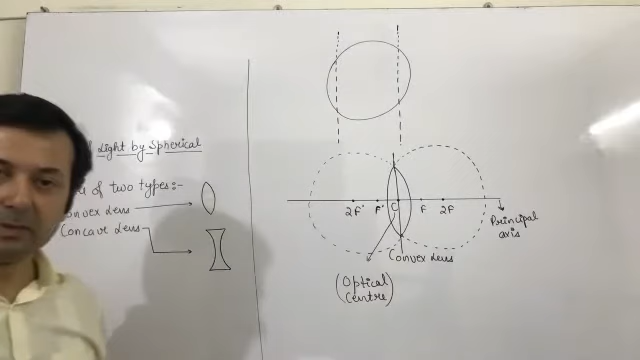 Light by Spherical
of two types:-
Convex lens
Concave lens
2F' F' C F 2F
Principal
axis
Convex lens
(Optical
Centre)